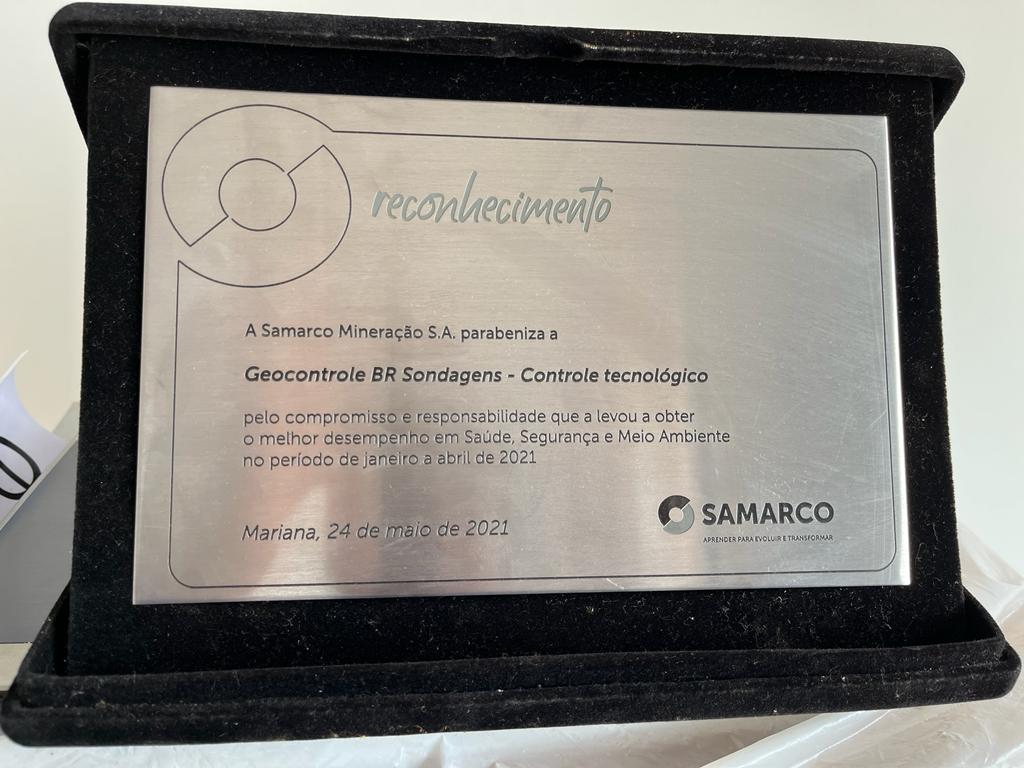 reconhecimento
A Samarco Mineração S.A. parabeniza a
Geocontrole BR Sondagens - Controle tecnológico
pelo compromisso e responsabilidade que a levou a obter
o melhor desempenho em Saúde, Segurança e Meio Ambiente
no período de janeiro a abril de 2021
Mariana, 24 de maio de 2021
SAMARCO
APRENDER PARA EVOLUIR E TRANSFORMAR